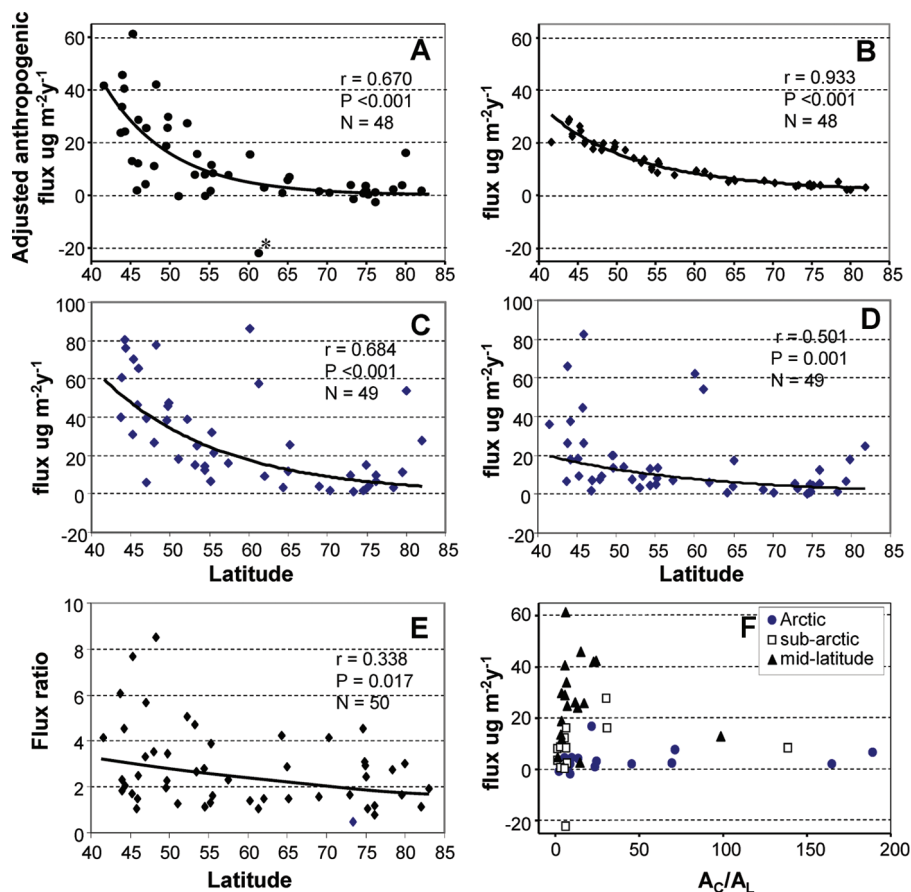 A
Adjusted anthropogenic
flux ug m⁻²y⁻¹
60
40
20
0
-20
r = 0.670
P <0.001
N = 48
*
40 45 50 55 60 65 70 75 80 85
B
flux ug m⁻²y⁻¹
60
40
20
0
-20
r = 0.933
P <0.001
N = 48
40 45 50 55 60 65 70 75 80 85
C
flux ug m⁻²y⁻¹
100
80
60
40
20
0
-20
r = 0.684
P <0.001
N = 49
40 45 50 55 60 65 70 75 80 85
Latitude
D
flux ug m⁻²y⁻¹
100
80
60
40
20
0
-20
r = 0.501
P = 0.001
N = 49
40 45 50 55 60 65 70 75 80 85
Latitude
E
Flux ratio
10
8
6
4
2
0
r = 0.338
P = 0.017
N = 50
40 45 50 55 60 65 70 75 80 85
Latitude
F
flux ug m⁻²y⁻¹
60
40
20
0
-20
Arctic
sub-arctic
mid-latitude
0 50 100 150 200
A_C/A_L